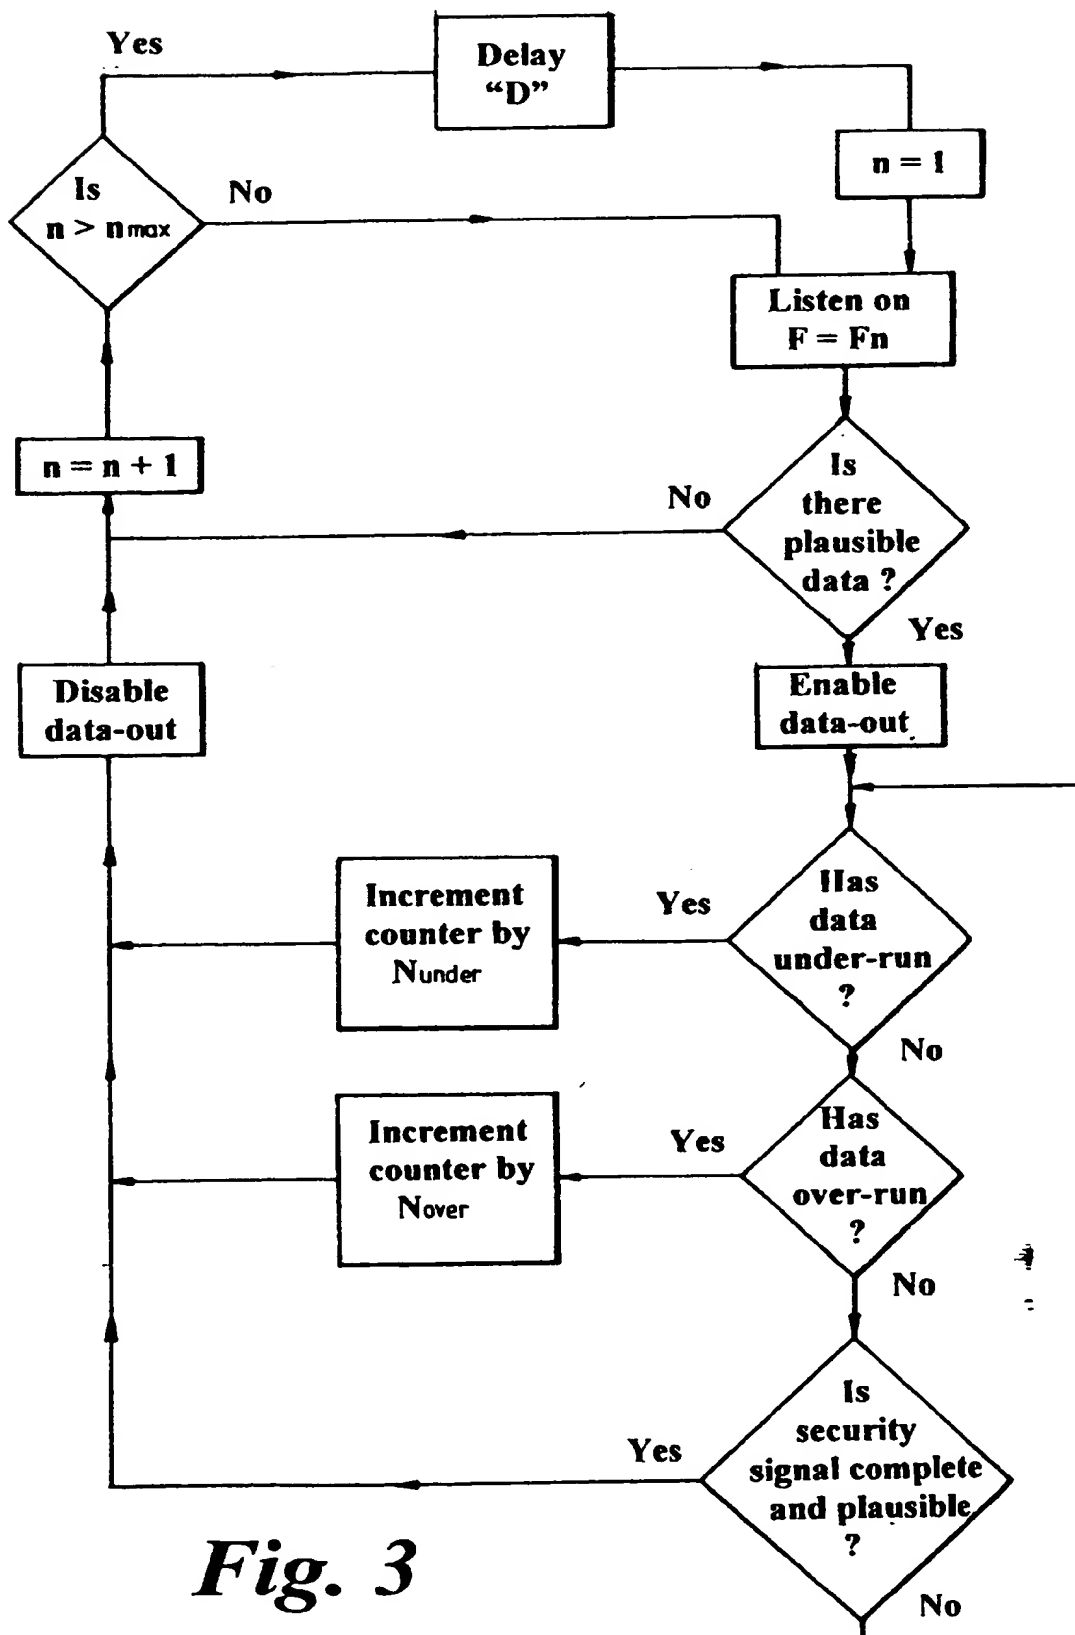 Yes
Delay
“D”
n = 1
Is
n > nmax
No
Listen on
F = Fn
n = n + 1
No
Is
there
plausible
data ?
Yes
Disable
data-out
Enable
data-out
Increment
counter by
Nunder
Yes
Has
data
under-run
?
No
Increment
counter by
Nover
Yes
Has
data
over-run
?
No
Yes
Is
security
signal complete
and plausible
?
No
Fig. 3